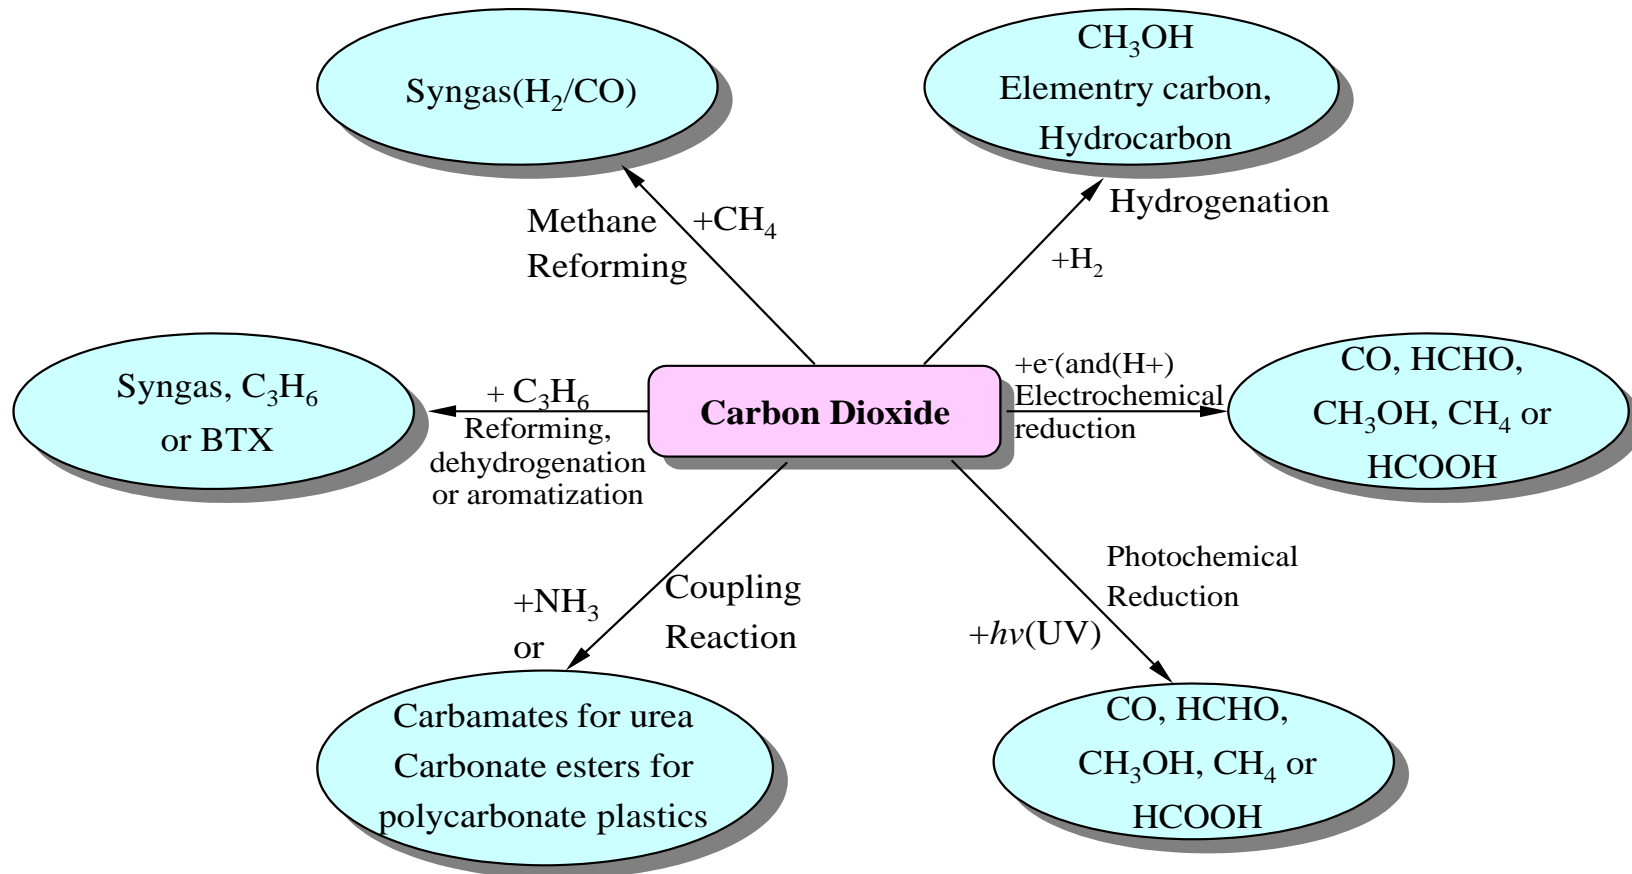 Syngas(H₂/CO)
CH₃OH
Elementry carbon,
Hydrocarbon
Methane
Reforming
+CH₄
Hydrogenation
+H₂
Syngas, C₃H₆
or BTX
+ C₃H₆
Reforming,
dehydrogenation
or aromatization
Carbon Dioxide
+e⁻(and(H+)
Electrochemical
reduction
CO, HCHO,
CH₃OH, CH₄ or
HCOOH
+NH₃
or
Coupling
Reaction
Photochemical
Reduction
+hν(UV)
Carbamates for urea
Carbonate esters for
polycarbonate plastics
CO, HCHO,
CH₃OH, CH₄ or
HCOOH